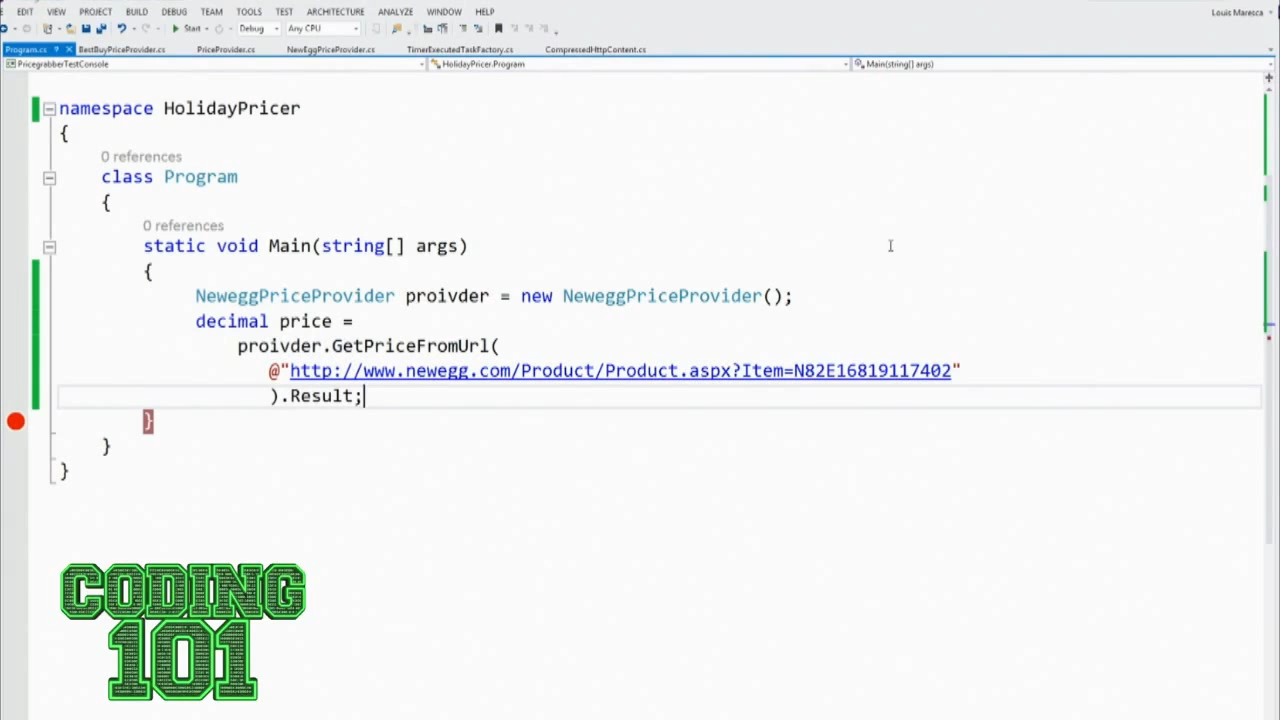 EDIT VIEW PROJECT BUILD DEBUG TEAM TOOLS TEST ARCHITECTURE ANALYZE WINDOW HELP Louis Maresca
Start Debug Any CPU
Program.cs BestBuyPriceProvider.cs PriceProvider.cs NewEggPriceProvider.cs TimerExecutedTaskFactory.cs CompressedHttpContent.cs
PricegrabberTestConsole HolidayPricer.Program Main(string[] args)
namespace HolidayPricer
{
0 references
class Program
{
0 references
static void Main(string[] args)
{
NeweggPriceProvider proivder = new NeweggPriceProvider();
decimal price =
proivder.GetPriceFromUrl(
@"http://www.newegg.com/Product/Product.aspx?Item=N82E16819117402"
).Result;
}
}
}
CODING
101